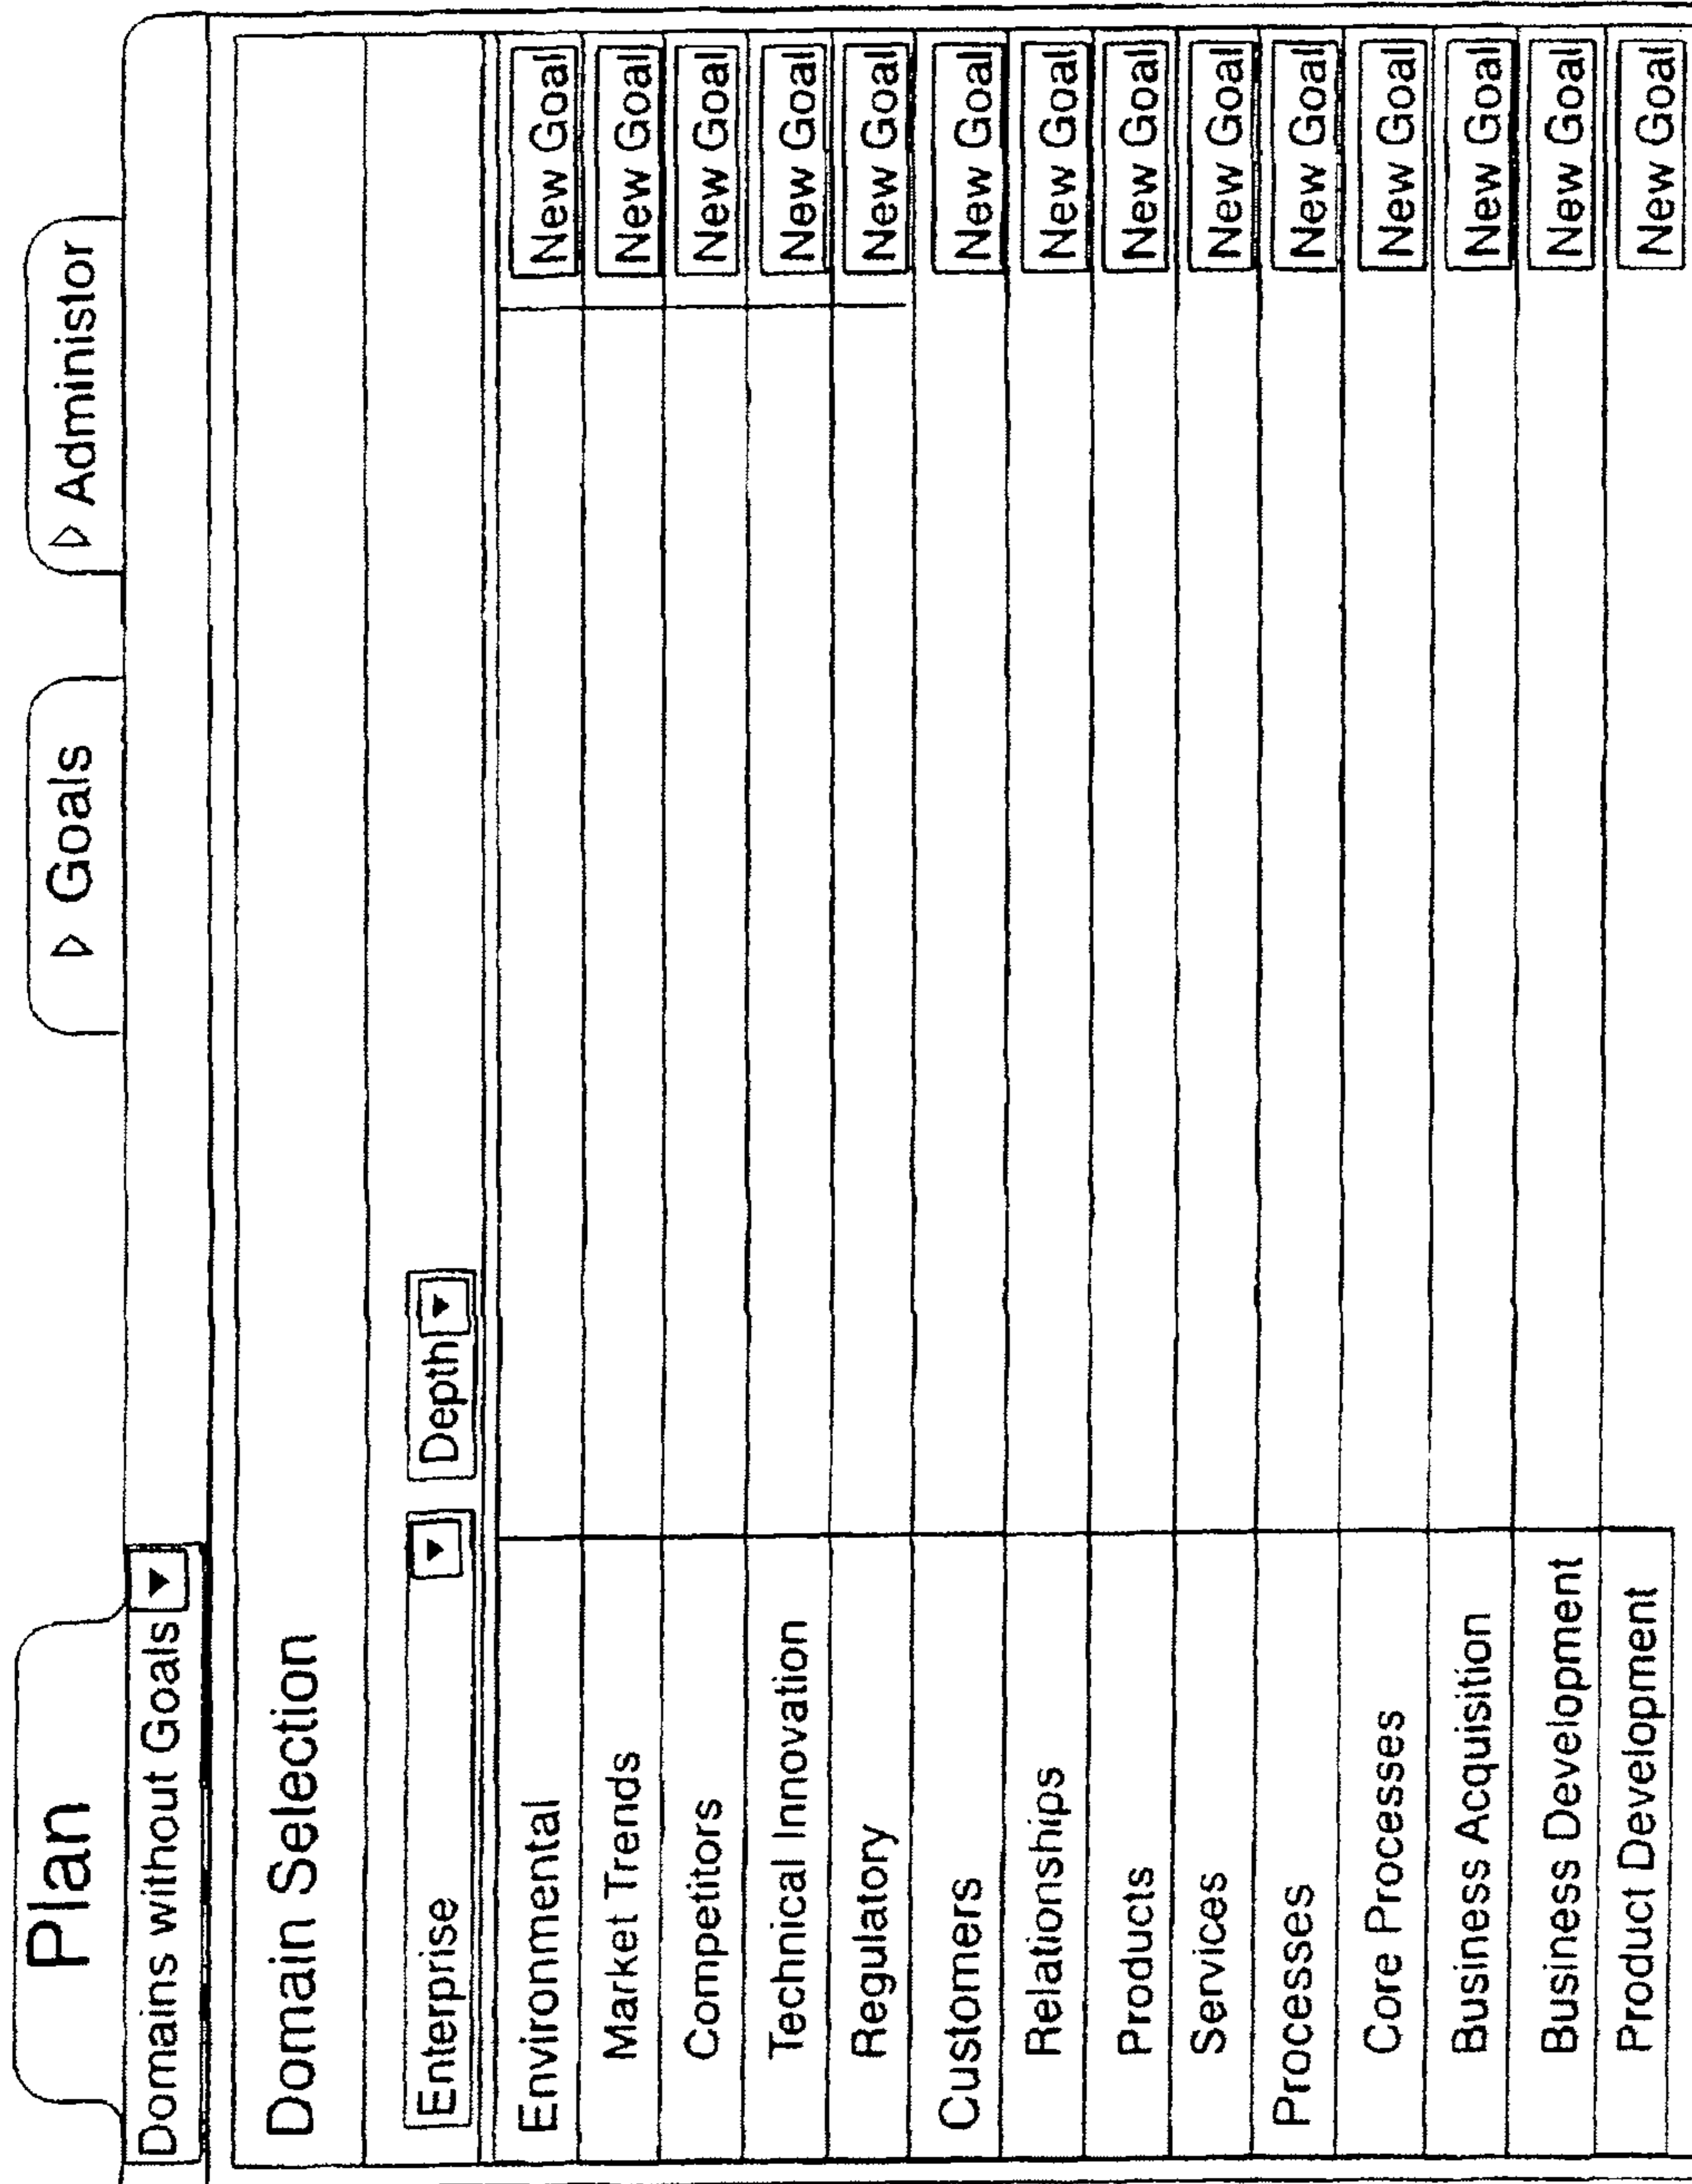 Plan ▷ Goals ▷ Administor
Domains without Goals ▼
Domain Selection
Enterprise ▼ Depth ▼
Environmental New Goal
Market Trends New Goal
Competitors New Goal
Technical Innovation New Goal
Regulatory New Goal
Customers New Goal
Relationships New Goal
Products New Goal
Services New Goal
Processes New Goal
Core Processes New Goal
Business Acquisition New Goal
Business Development New Goal
Product Development New Goal